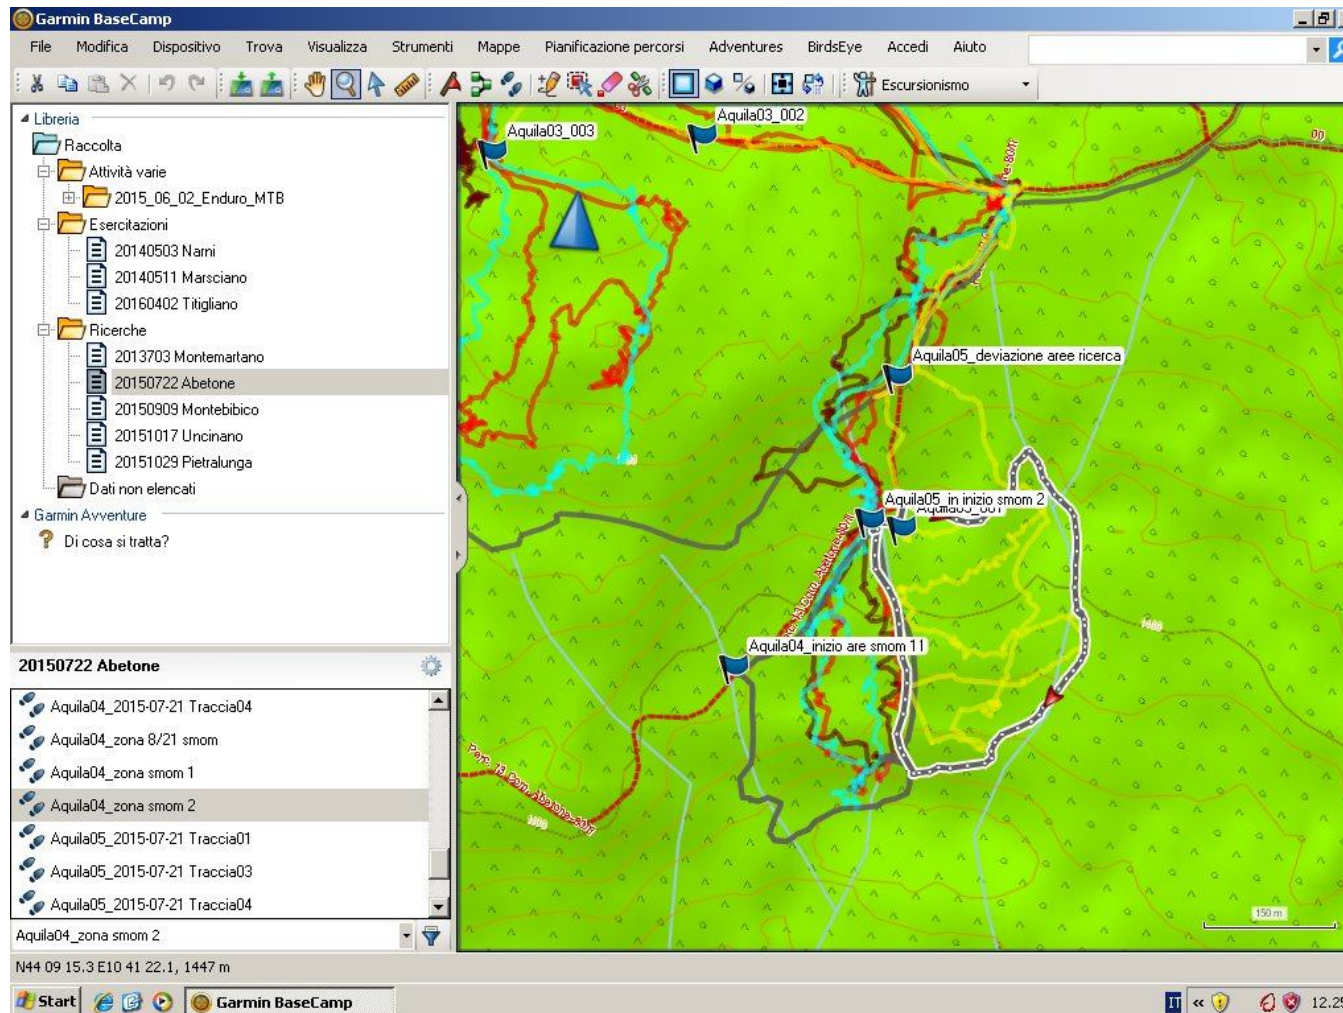 Garmin BaseCamp
File Modifica Dispositivo Trova Visualizza Strumenti Mappe Pianificazione percorsi Adventures BirdsEye Accedi Aiuto
Escursionismo
Libreria
Raccolta
Attività varie
2015_06_02_Enduro_MTB
Esercitazioni
20140503 Narni
20140511 Marsciano
20160402 Titigliano
Ricerche
2013703 Montemartano
20150722 Abetone
20150909 Montebibico
20151017 Uncinano
20151029 Pietralunga
Dati non elencati
Garmin Avventure
Di cosa si tratta?
20150722 Abetone
Aquila04_2015-07-21 Traccia04
Aquila04_zona 8/21 smom
Aquila04_zona smom 1
Aquila04_zona smom 2
Aquila05_2015-07-21 Traccia01
Aquila05_2015-07-21 Traccia03
Aquila05_2015-07-21 Traccia04
Aquila04_zona smom 2
Aquila03_003
Aquila03_002
Aquila05_deviazione aree ricerca
Aquila05_in inizio smom 2
Aquila04_inizio are smom 11
150 m
N44 09 15.3 E10 41 22.1, 1447 m
Start
Garmin BaseCamp
IT
12.25